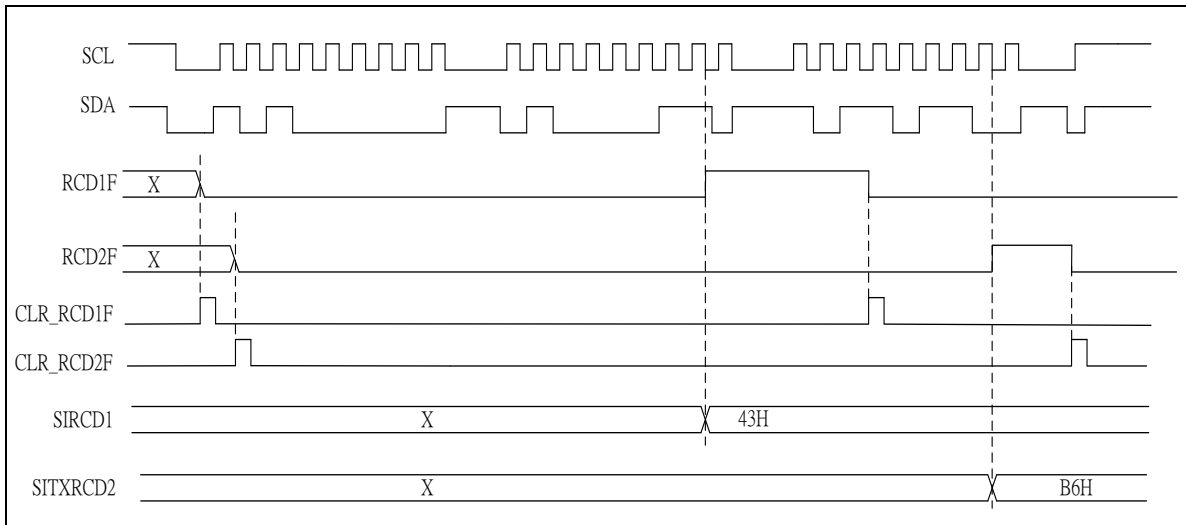 SCL
SDA
RCD1F
X
RCD2F
X
CLR_RCD1F
CLR_RCD2F
SIRCD1
X
43H
SITXRCD2
X
B6H